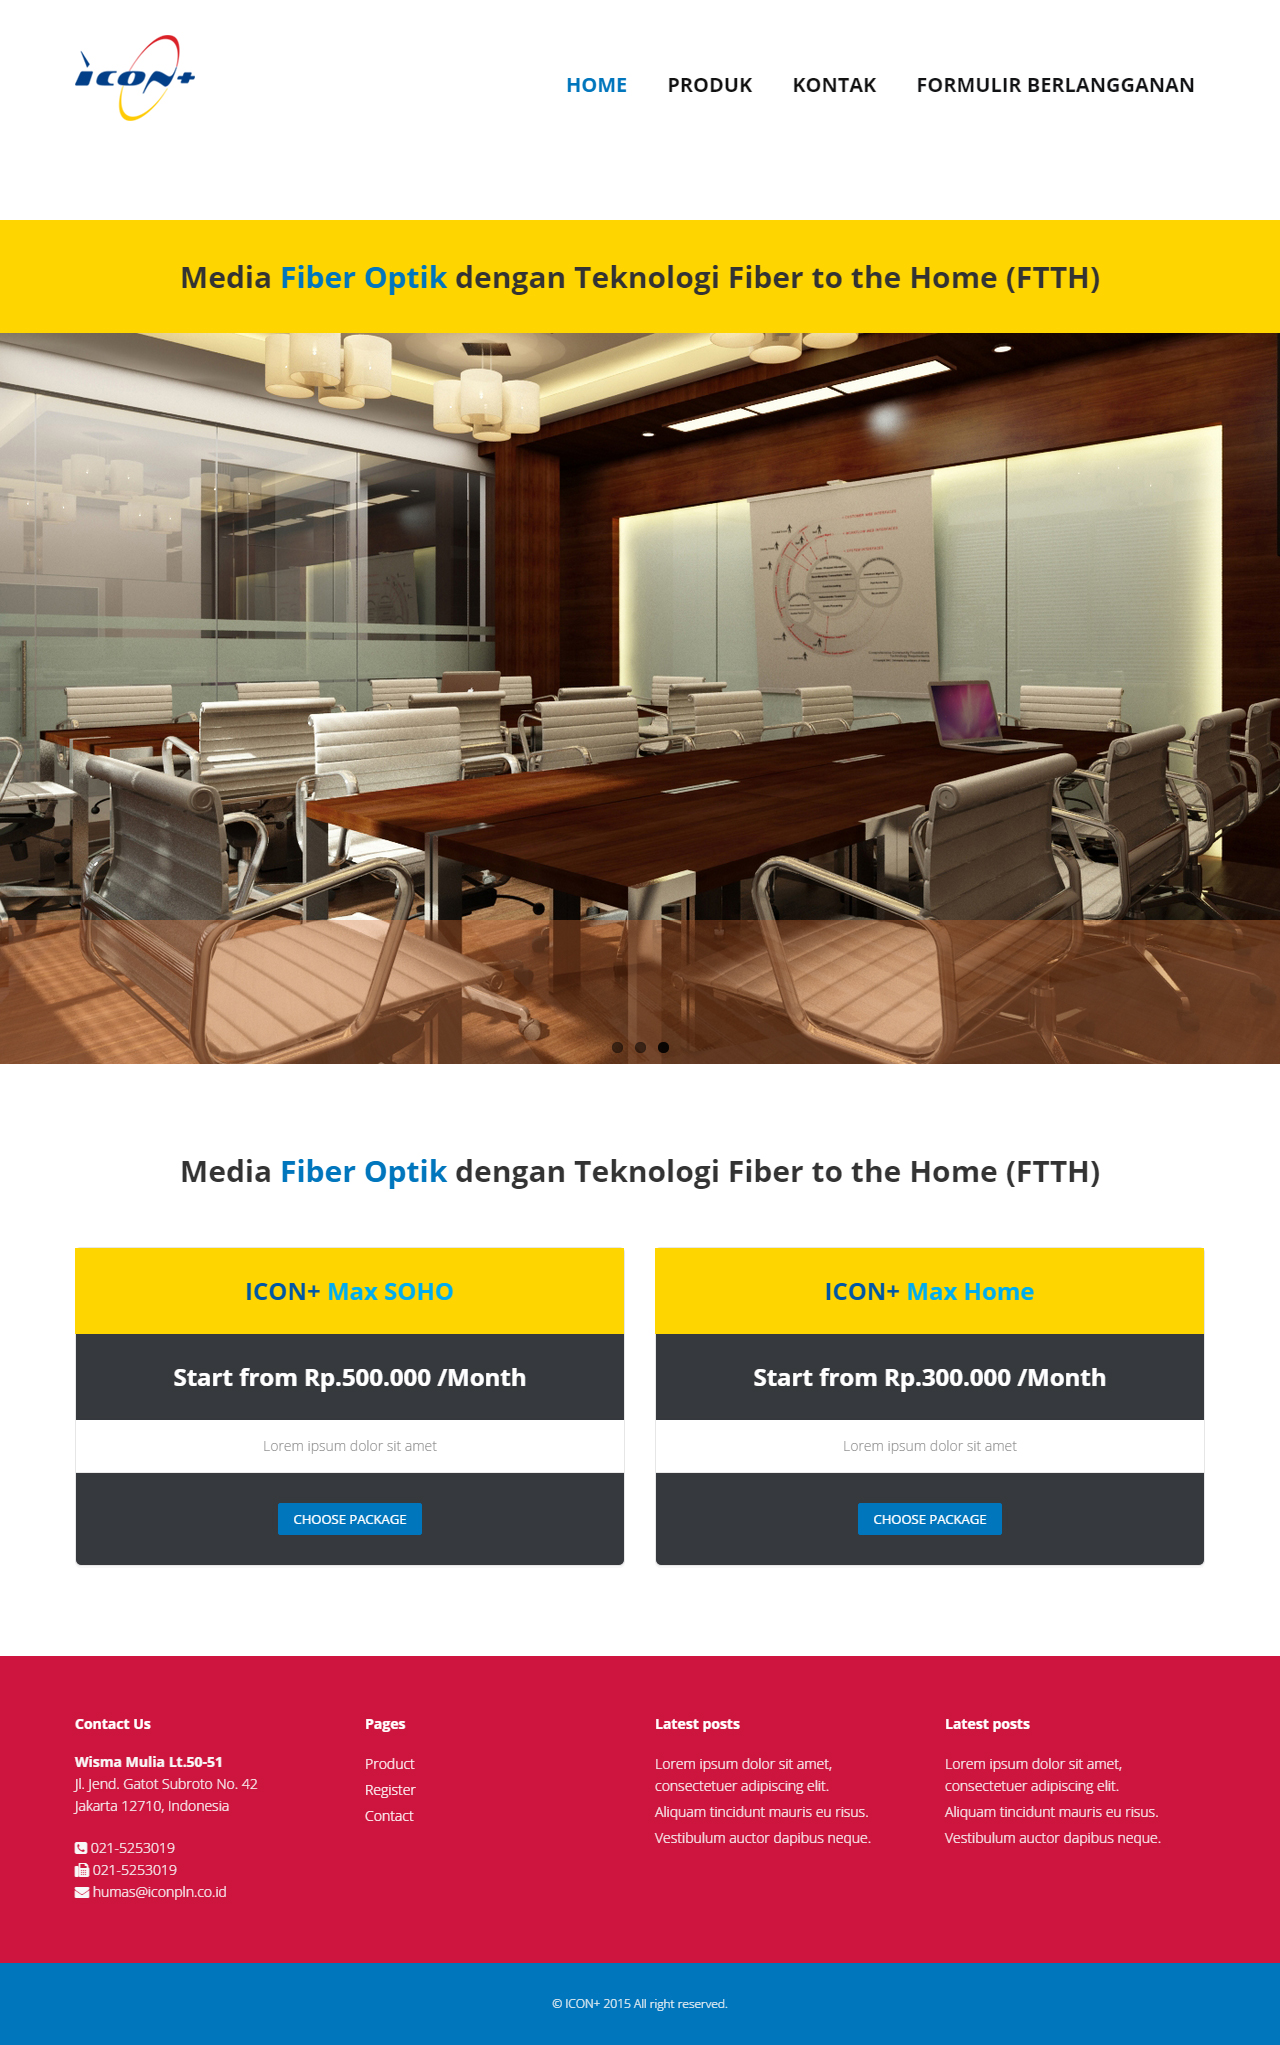 icon+
HOME PRODUK KONTAK FORMULIR BERLANGGANAN
Media Fiber Optik dengan Teknologi Fiber to the Home (FTTH)
Media Fiber Optik dengan Teknologi Fiber to the Home (FTTH)
ICON+ Max SOHO
Start from Rp.500.000 /Month
Lorem ipsum dolor sit amet
CHOOSE PACKAGE
ICON+ Max Home
Start from Rp.300.000 /Month
Lorem ipsum dolor sit amet
CHOOSE PACKAGE
Contact Us
Wisma Mulia Lt.50-51
Jl. Jend. Gatot Subroto No. 42
Jakarta 12710, Indonesia
021-5253019
021-5253019
humas@iconpln.co.id
Pages
Product
Register
Contact
Latest posts
Lorem ipsum dolor sit amet,
consectetuer adipiscing elit.
Aliquam tincidunt mauris eu risus.
Vestibulum auctor dapibus neque.
Latest posts
Lorem ipsum dolor sit amet,
consectetuer adipiscing elit.
Aliquam tincidunt mauris eu risus.
Vestibulum auctor dapibus neque.
© ICON+ 2015 All right reserved.